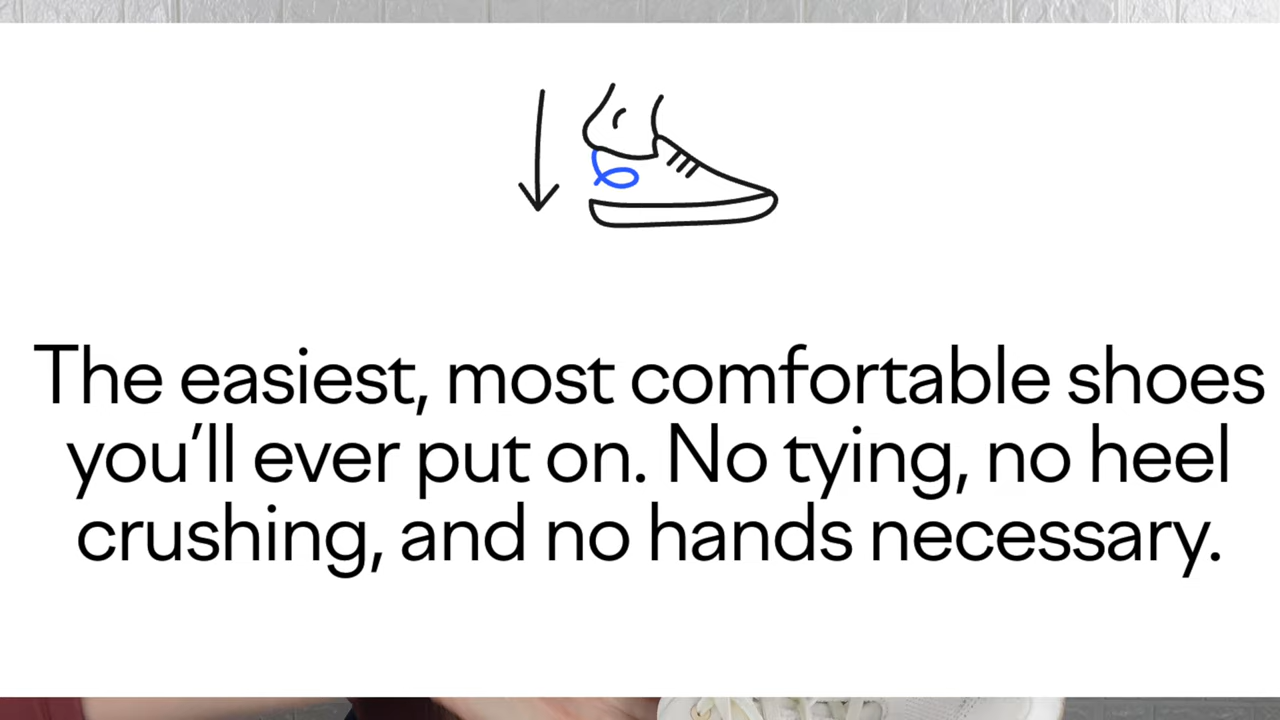 The easiest, most comfortable shoes
you’ll ever put on. No tying, no heel
crushing, and no hands necessary.